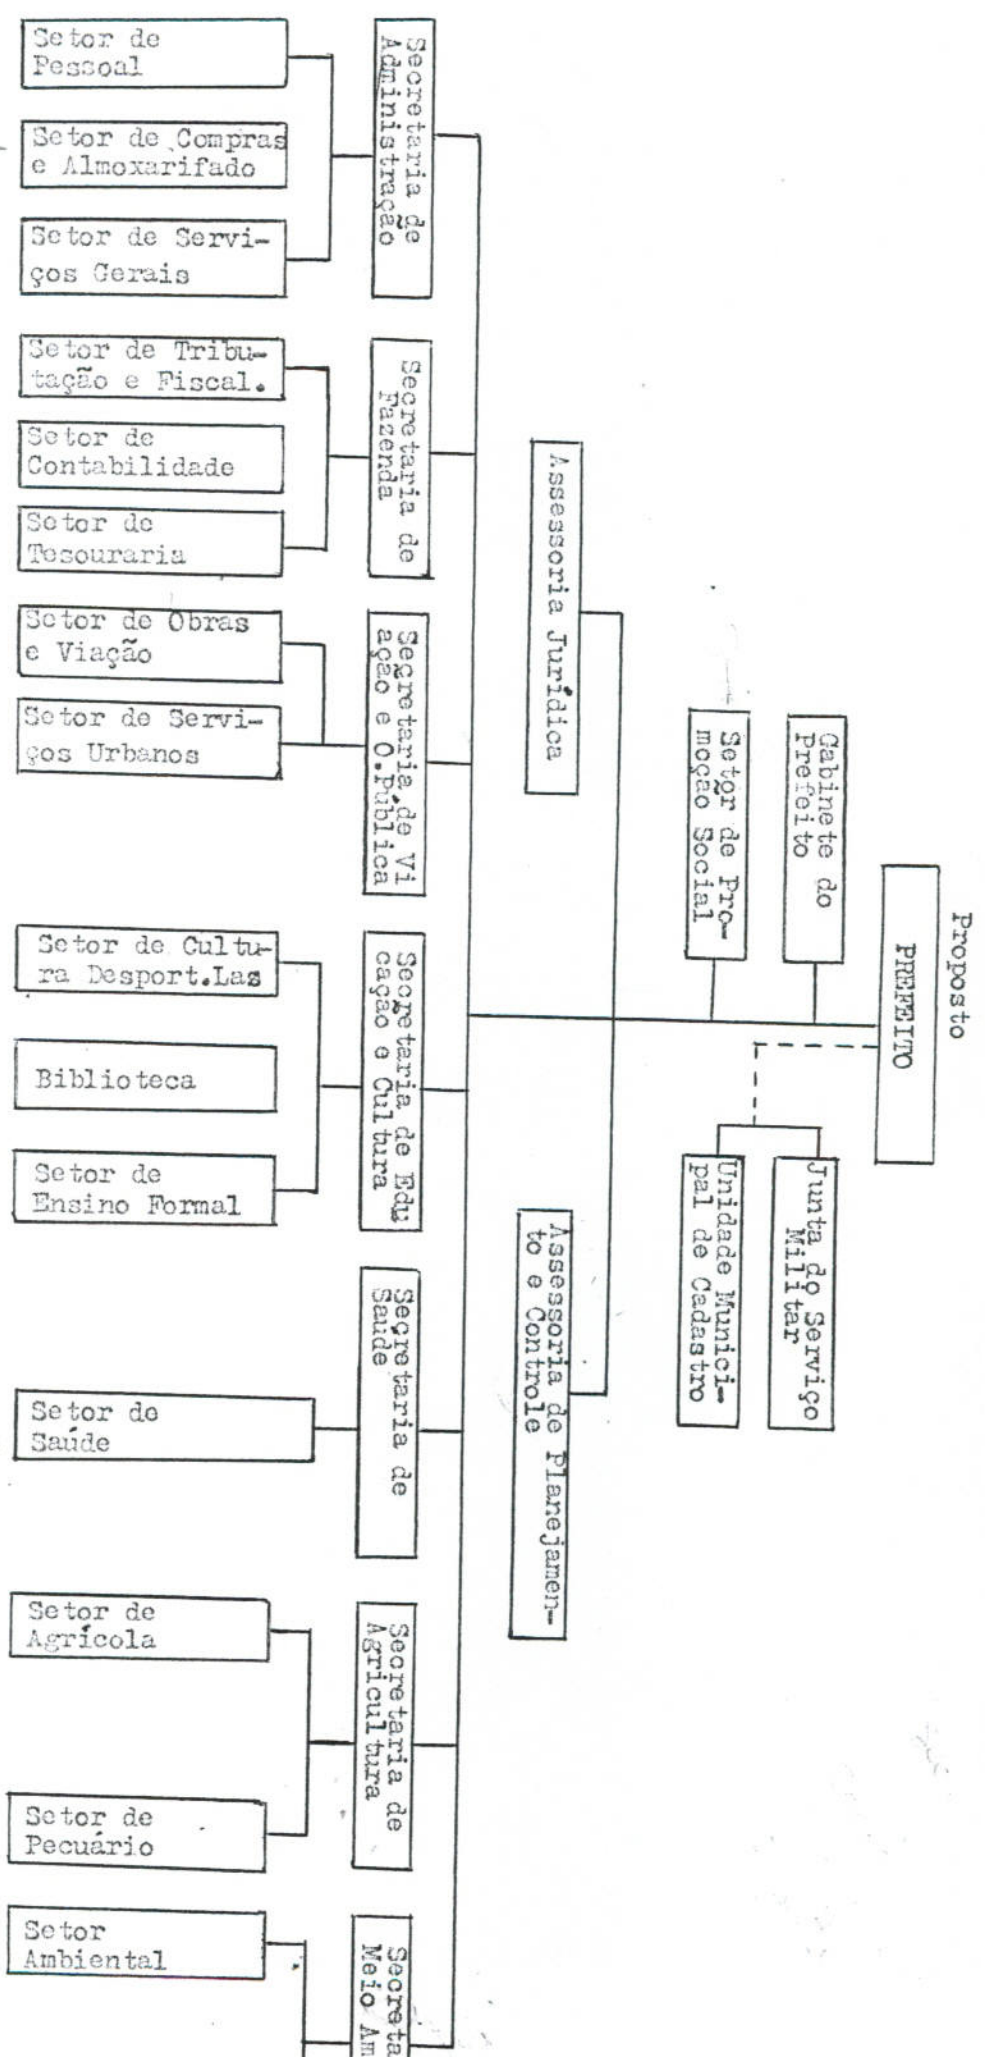 Proposto
PREFEITO
Gabinete do
Prefeito
Setor de Pro-
moção Social
Junta do Serviço
Militar
Unidade Munici-
pal de Cadastro
Assessoria Jurídica
Assessoria de Planejamen-
to e Controle
Secretaria de
Administração
Setor de
Pessoal
Setor de Compras
e Almoxarifado
Setor de Servi-
ços Gerais
Secretaria de
Fazenda
Setor de Tribu-
tação e Fiscal.
Setor de
Contabilidade
Setor de
Tesouraria
Secretaria de Vi
ação e O.Pública
Setor de Obras
e Viação
Setor de Servi-
ços Urbanos
Secretaria de Edu
cação e Cultura
Setor de Cultu-
ra Desport.Las
Biblioteca
Setor de
Ensino Formal
Secretaria de
Saúde
Setor de
Saúde
Secretaria de
Agricultura
Setor de
Agrícola
Setor de
Pecuário
Secreta
Meio Am
Setor
Ambiental